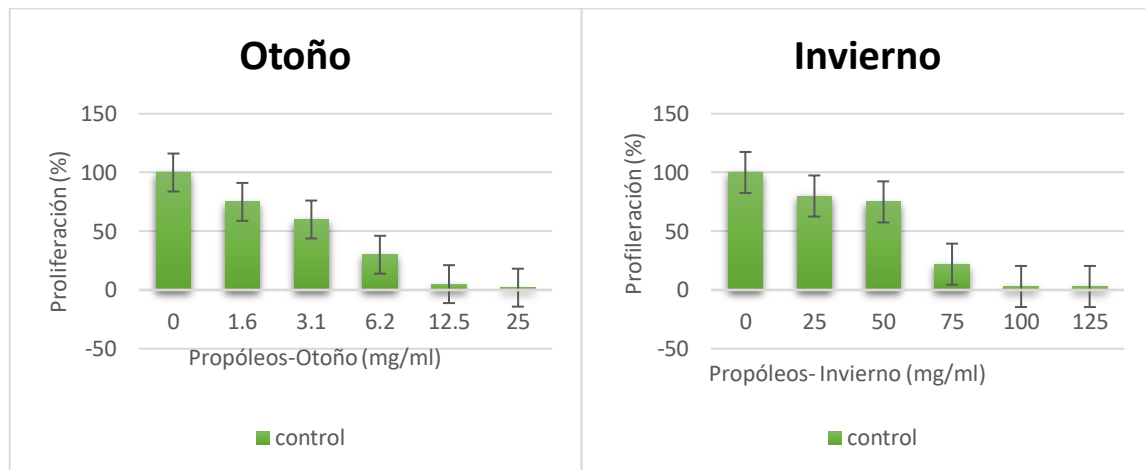 Otoño
150
100
50
0
-50
Proliferación (%)
0 1.6 3.1 6.2 12.5 25
Propóleos-Otoño (mg/ml)
control
Invierno
150
100
50
0
-50
Profileración (%)
0 25 50 75 100 125
Propóleos- Invierno (mg/ml)
control